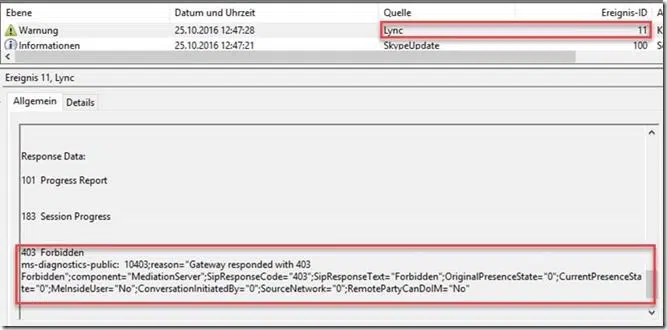 Ebene Datum und Uhrzeit Quelle Ereignis-ID A
Warnung 25.10.2016 12:47:28 Lync 11 K
Informationen 25.10.2016 12:47:21 SkypeUpdate 100
Ereignis 11, Lync
Allgemein Details
Response Data:
101 Progress Report
183 Session Progress
403 Forbidden
ms-diagnostics-public: 10403;reason="Gateway responded with 403
Forbidden";component="MediationServer";SipResponseCode="403";SipResponseText="Forbidden";OriginalPresenceState="0";CurrentPresenceSta
te="0";MeInsideUser="No";ConversationInitiatedBy="0";SourceNetwork="0";RemotePartyCanDoIM="No"